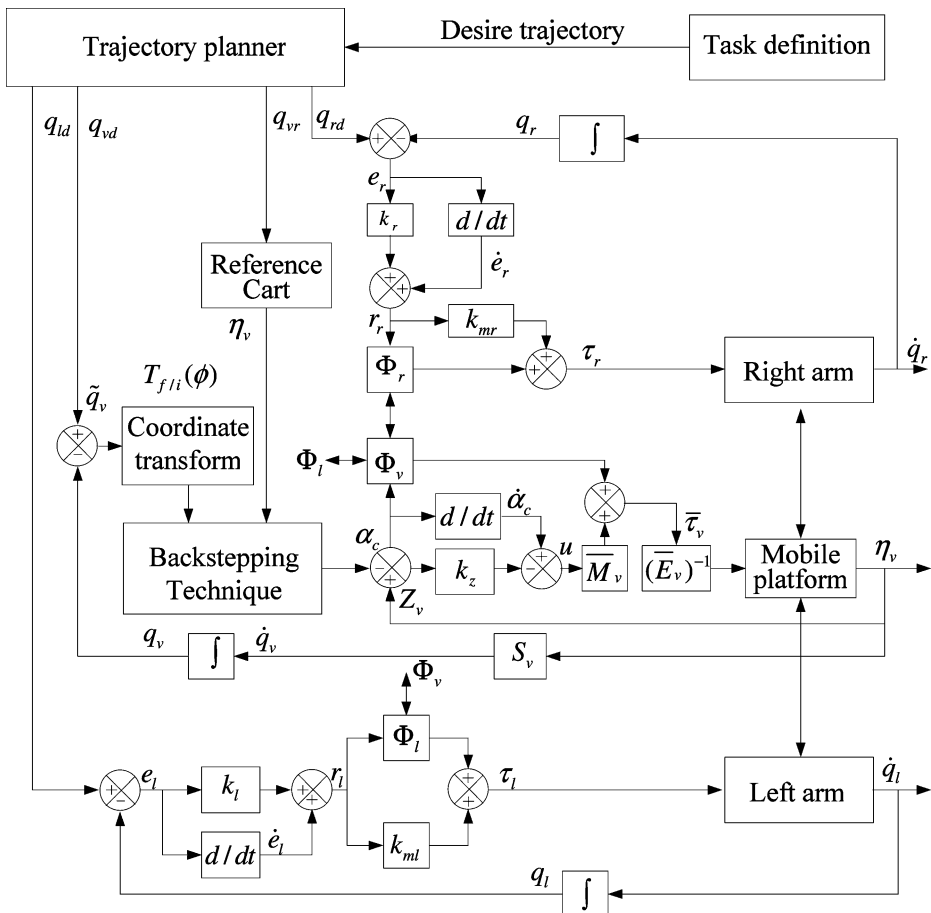 Trajectory planner
Desire trajectory
Task definition
q_ld q_vd q_vr q_rd
+ −
q_r
∫
e_r
k_r
d/dt
ė_r
+ +
Reference
Cart
η_v
r_r
k_mr
Φ_r
+ +
τ_r
Right arm
q̇_r
T_f/i(ϕ)
q̃_v
+ −
Coordinate
transform
Φ_l
Φ_v
+ +
α_c
d/dt
α̇_c
τ̅_v
Backstepping
Technique
− +
k_z
+ −
u
M̅_v
(E̅_v)⁻¹
Mobile
platform
η_v
Z_v
q_v
∫
q̇_v
S_v
Φ_v
Φ_l
+ −
e_l
k_l
+ +
r_l
+ +
τ_l
Left arm
q̇_l
d/dt
ė_l
k_ml
q_l
∫